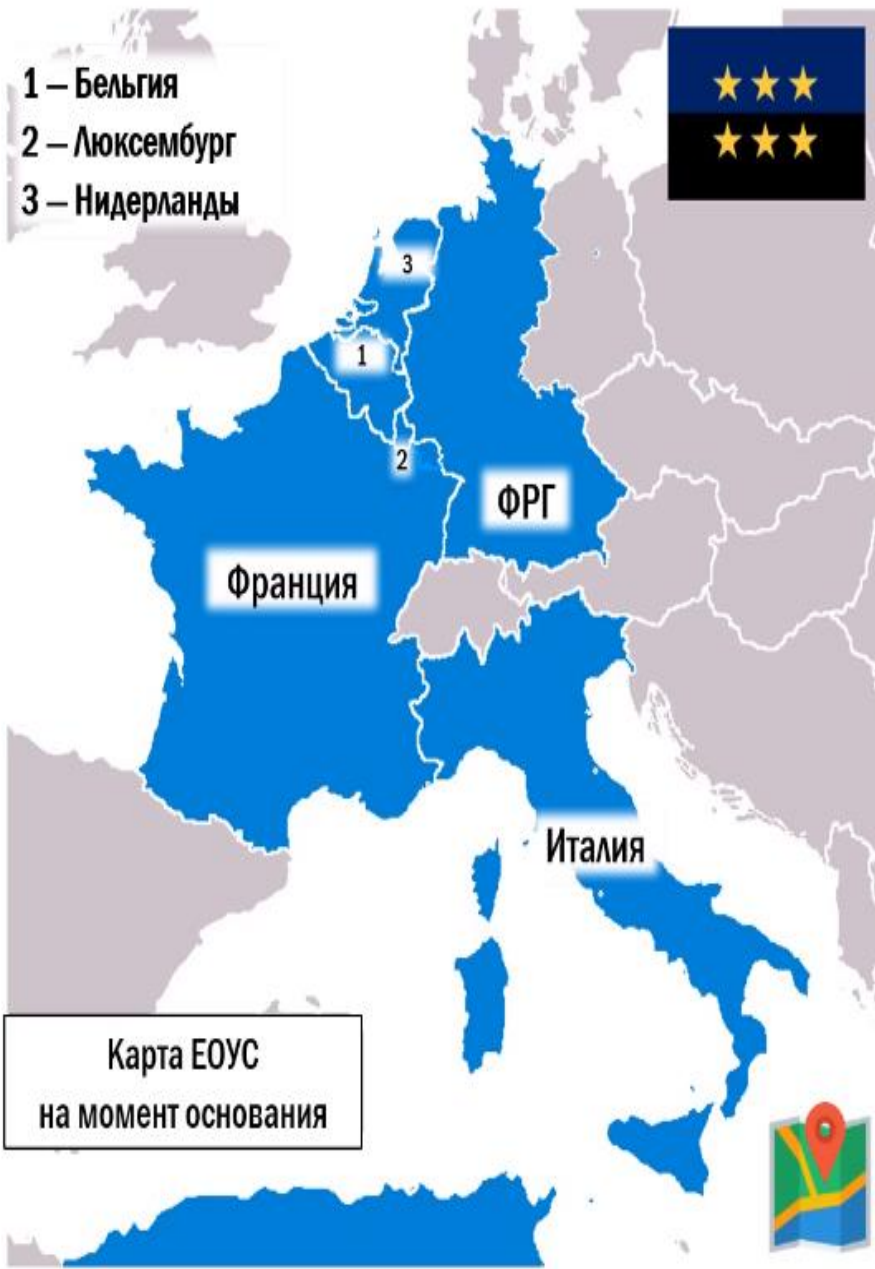 1 – Бельгия
2 – Люксембург
3 – Нидерланды
3
1
2
ФРГ
Франция
Италия
Карта ЕОУС
на момент основания